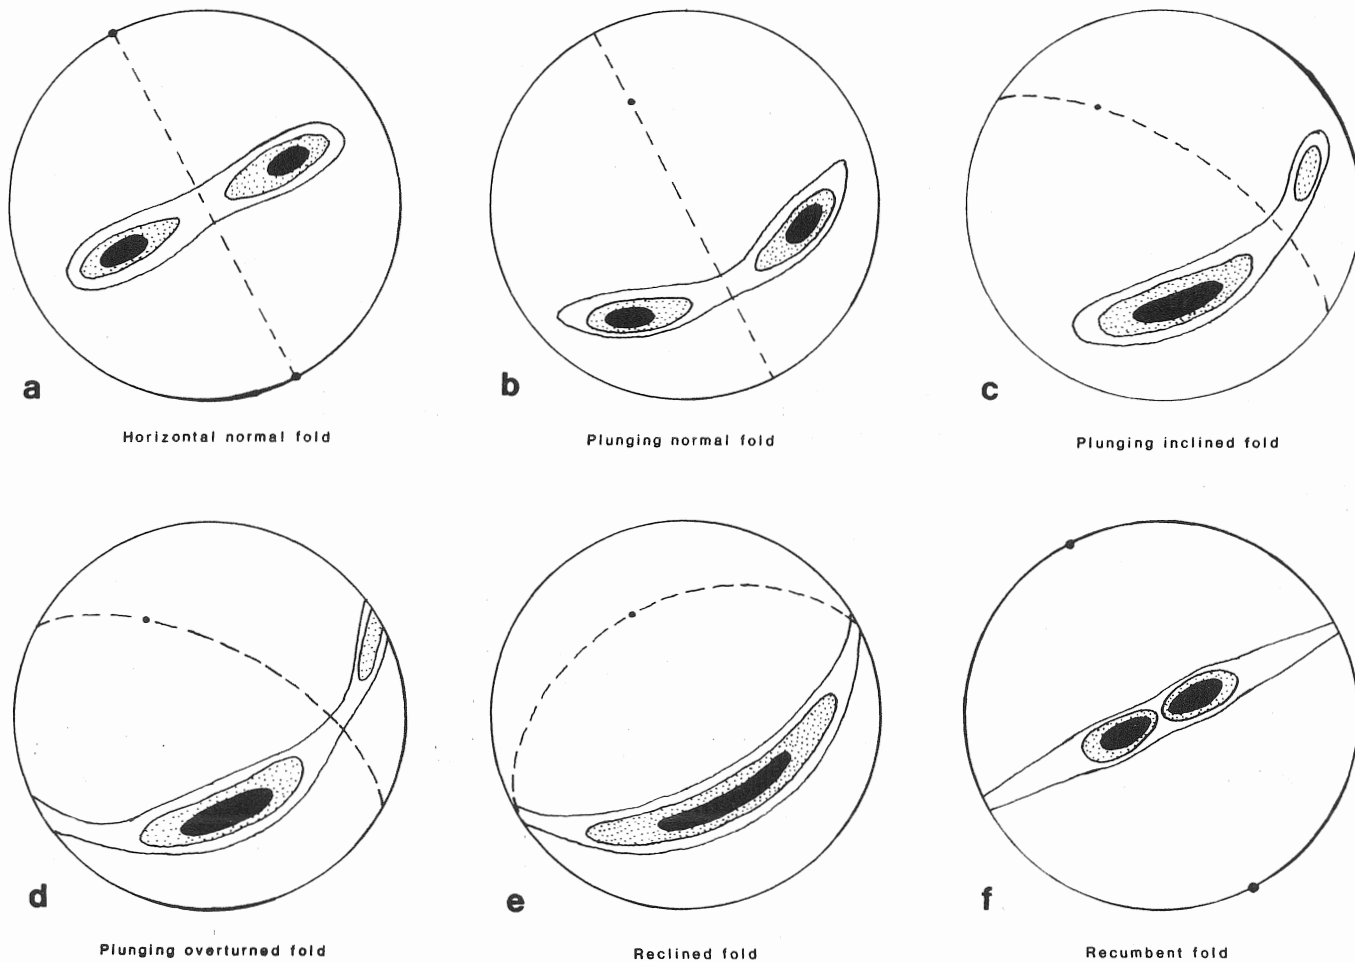 a
Horizontal normal fold
b
Plunging normal fold
c
Plunging inclined fold
d
Plunging overturned fold
e
Reclined fold
f
Recumbent fold